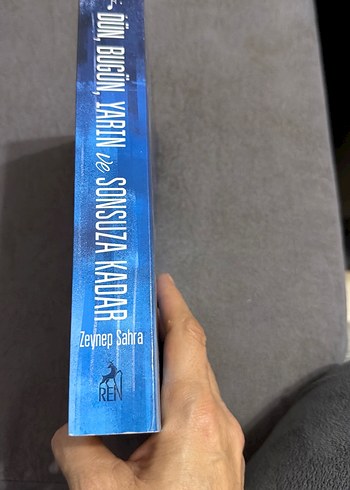 DÜN, BUGÜN, YARIN ve SONSUZA KADAR
Zeynep Sahra
REN